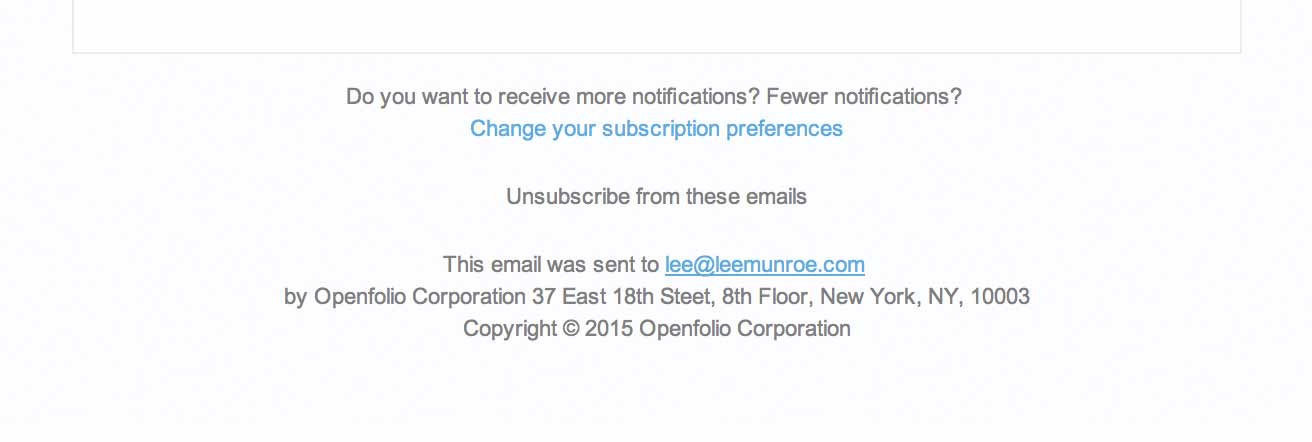 Do you want to receive more notifications? Fewer notifications?
Change your subscription preferences
Unsubscribe from these emails
This email was sent to lee@leemunroe.com
by Openfolio Corporation 37 East 18th Steet, 8th Floor, New York, NY, 10003
Copyright © 2015 Openfolio Corporation